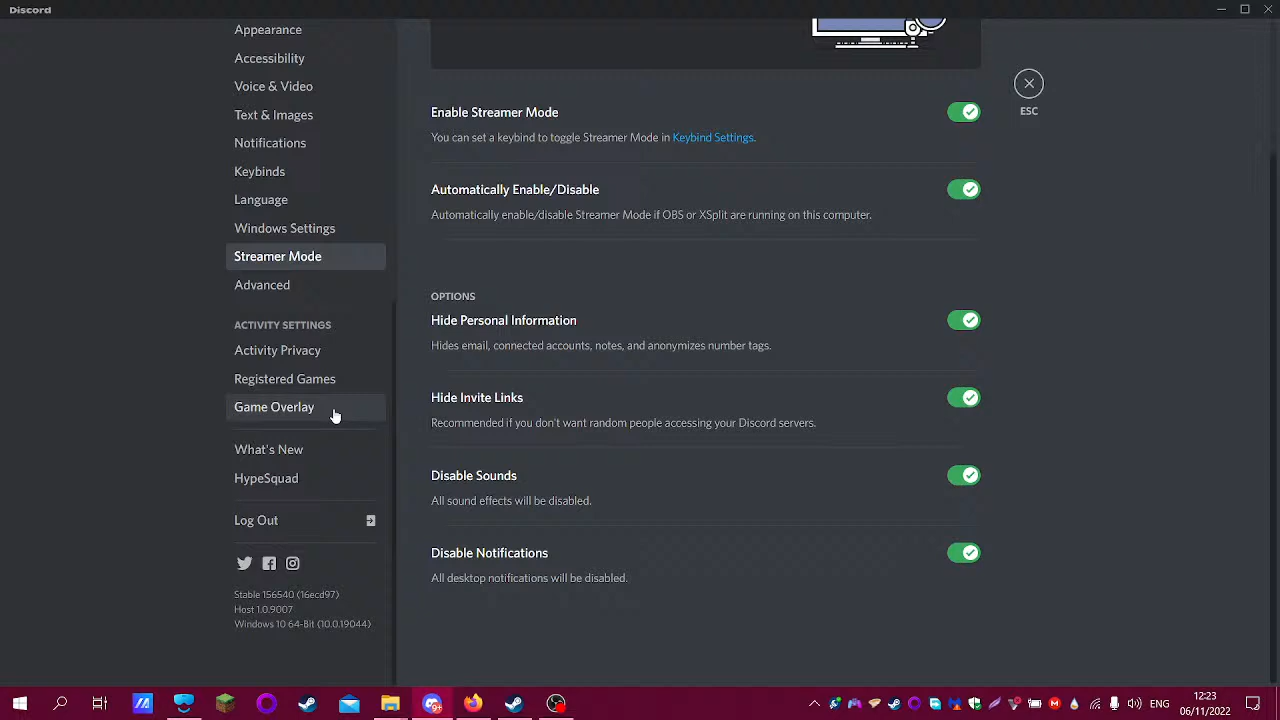 Discord
Appearance
Accessibility
Voice & Video
Text & Images
Notifications
Keybinds
Language
Windows Settings
Streamer Mode
Advanced
ACTIVITY SETTINGS
Activity Privacy
Registered Games
Game Overlay
What's New
HypeSquad
Log Out
Stable 156540 (16ecd97)
Host 1.0.9007
Windows 10 64-Bit (10.0.19044)
Enable Streamer Mode
You can set a keybind to toggle Streamer Mode in Keybind Settings.
Automatically Enable/Disable
Automatically enable/disable Streamer Mode if OBS or XSplit are running on this computer.
OPTIONS
Hide Personal Information
Hides email, connected accounts, notes, and anonymizes number tags.
Hide Invite Links
Recommended if you don't want random people accessing your Discord servers.
Disable Sounds
All sound effects will be disabled.
Disable Notifications
All desktop notifications will be disabled.
ESC
ENG
12:23
06/11/2022